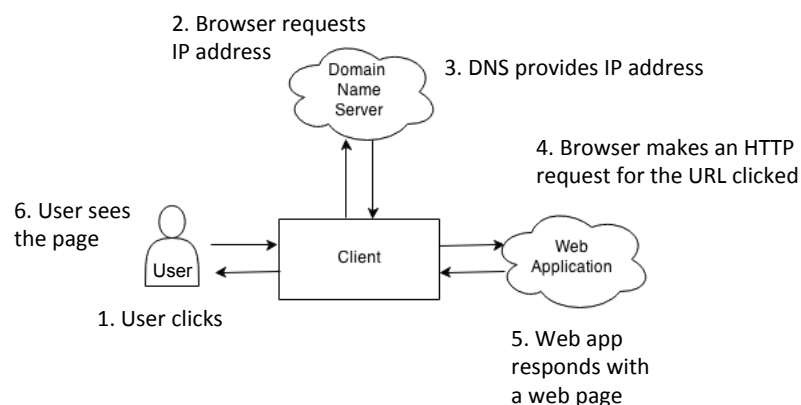 2. Browser requests
IP address
3. DNS provides IP address
Domain
Name
Server
4. Browser makes an HTTP
request for the URL clicked
6. User sees
the page
User
Client
Web
Application
1. User clicks
5. Web app
responds with
a web page